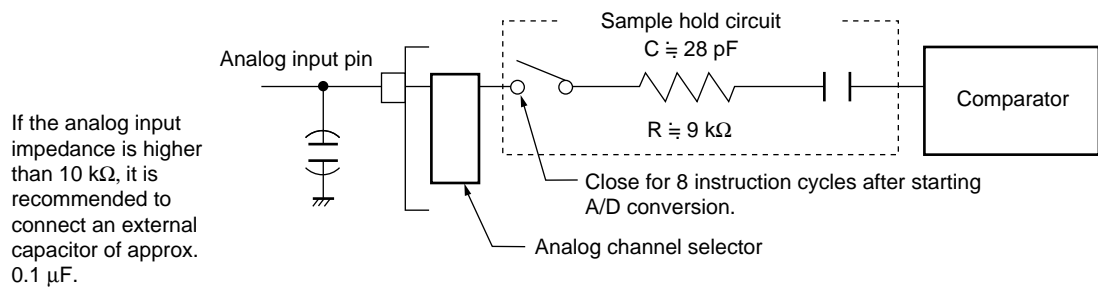 Sample hold circuit
C ≒ 28 pF
Analog input pin
Comparator
R ≒ 9 kΩ
If the analog input
impedance is higher
than 10 kΩ, it is
recommended to
connect an external
capacitor of approx.
0.1 μF.
Close for 8 instruction cycles after starting
A/D conversion.
Analog channel selector